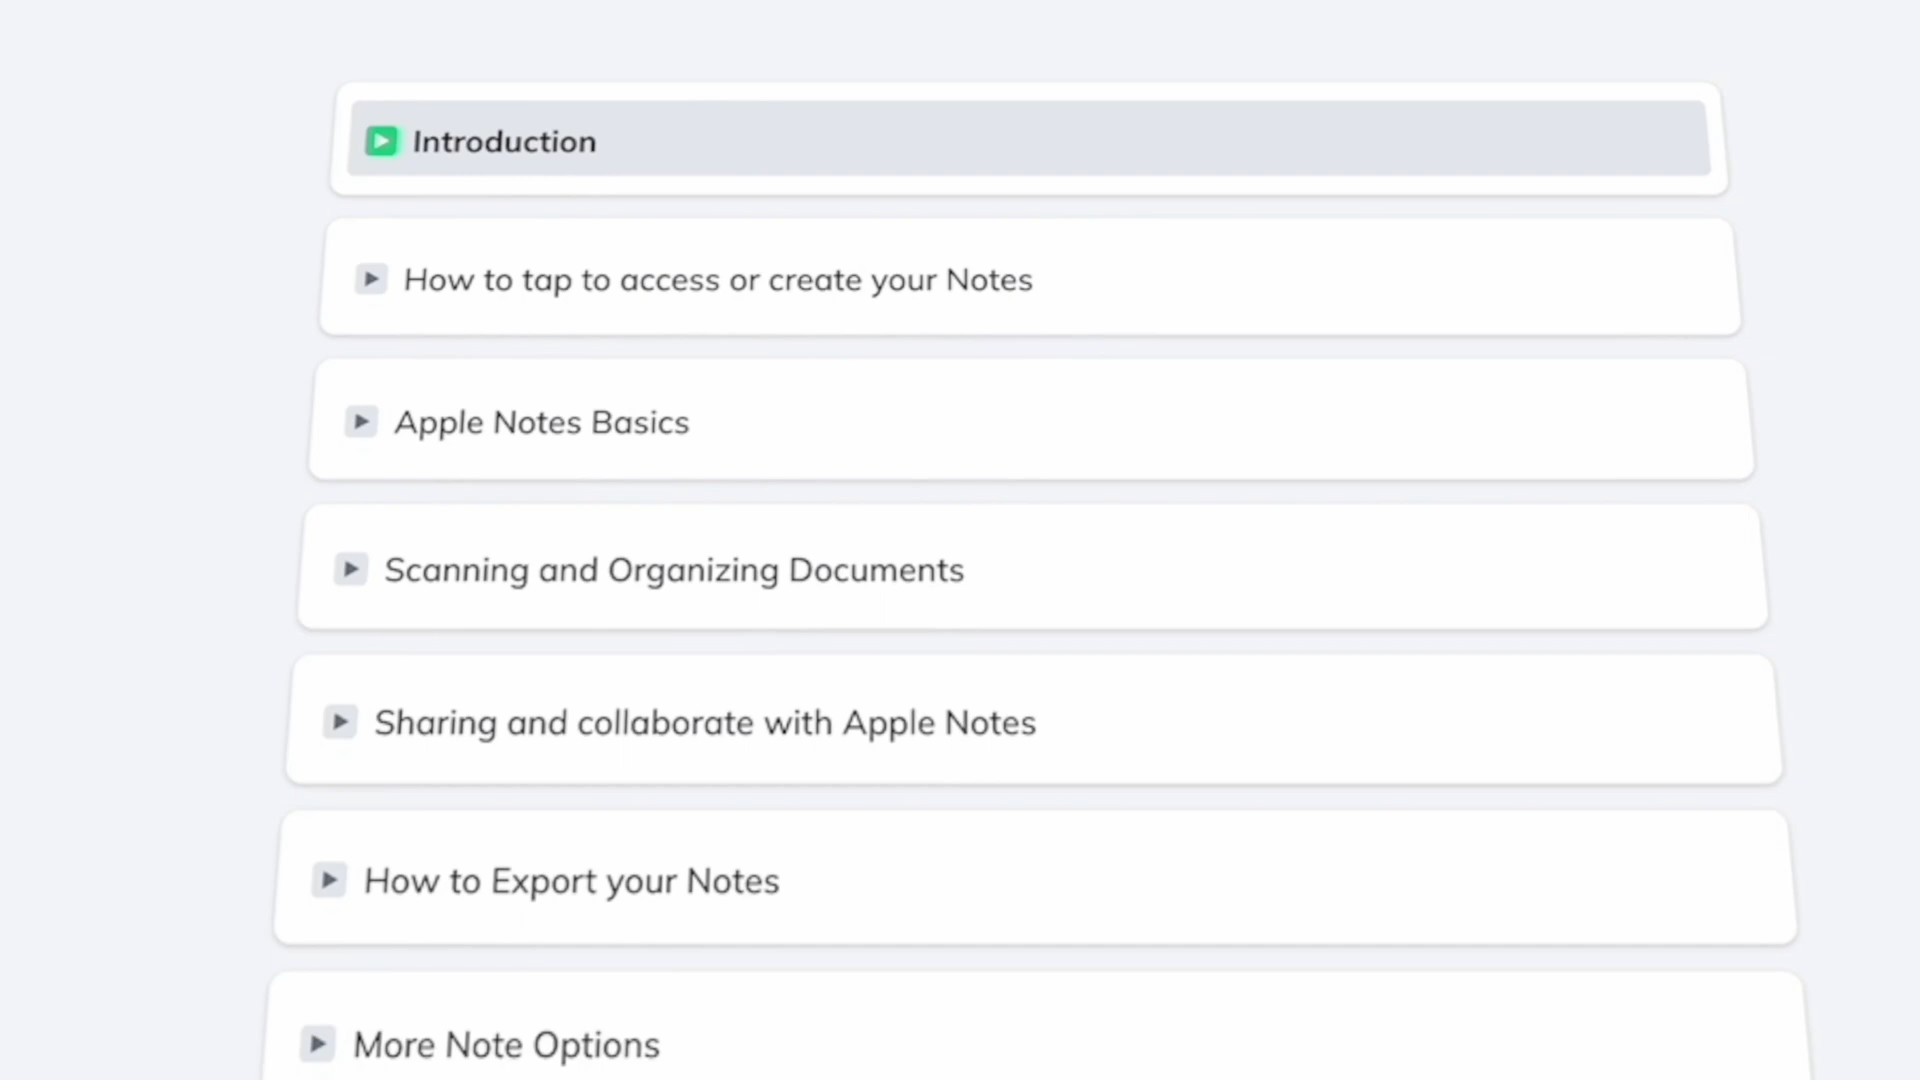 Introduction
How to tap to access or create your Notes
Apple Notes Basics
Scanning and Organizing Documents
Sharing and collaborate with Apple Notes
How to Export your Notes
More Note Options